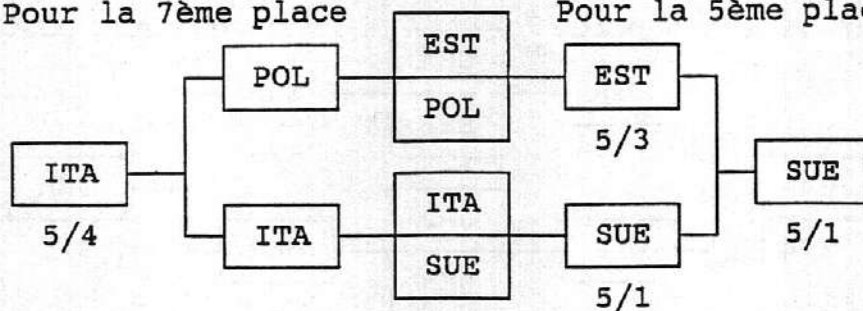 Pour la 7ème place
Pour la 5ème plac
EST
POL
POL
EST
5/3
ITA
5/4
SUE
5/1
ITA
ITA
SUE
SUE
5/1